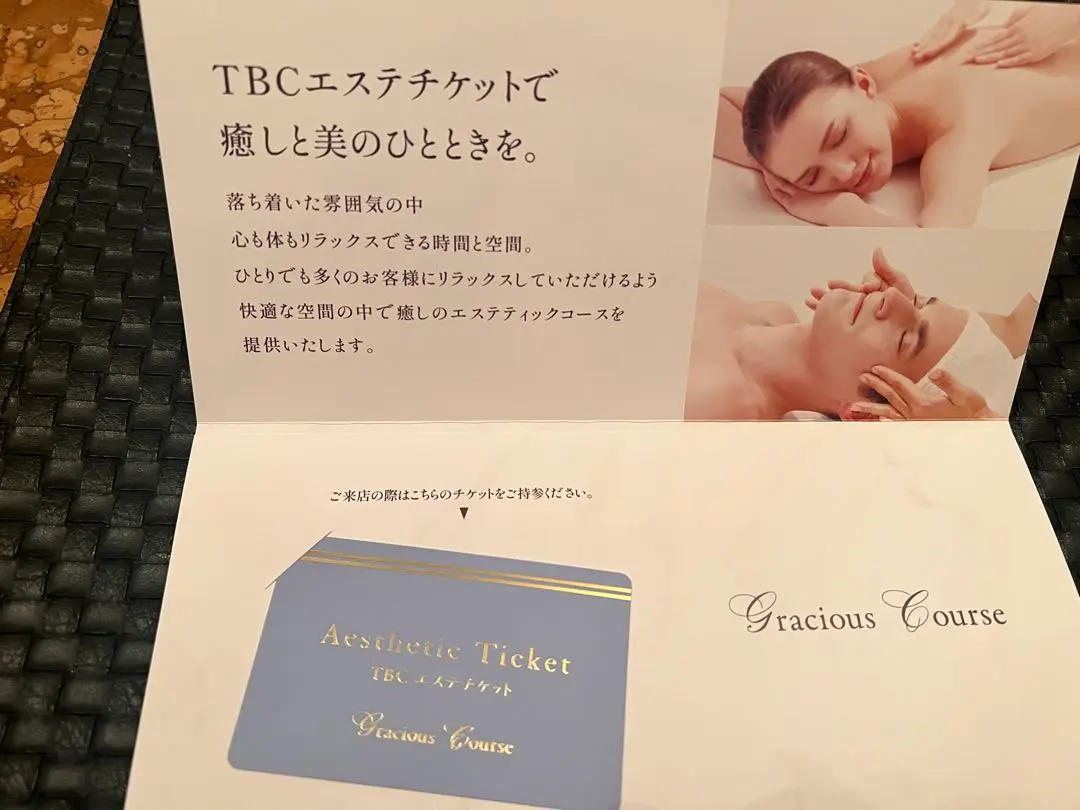 TBCエステチケットで
癒しと美のひとときを。
落ち着いた雰囲気の中
心も体もリラックスできる時間と空間。
ひとりでも多くのお客様にリラックスしていただけるよう
快適な空間の中で癒しのエステティックコースを
提供いたします。
ご来店の際はこちらのチケットをご持参ください。
▼
Aesthetic Ticket
TBC エステチケット
Gracious Course
Gracious Course